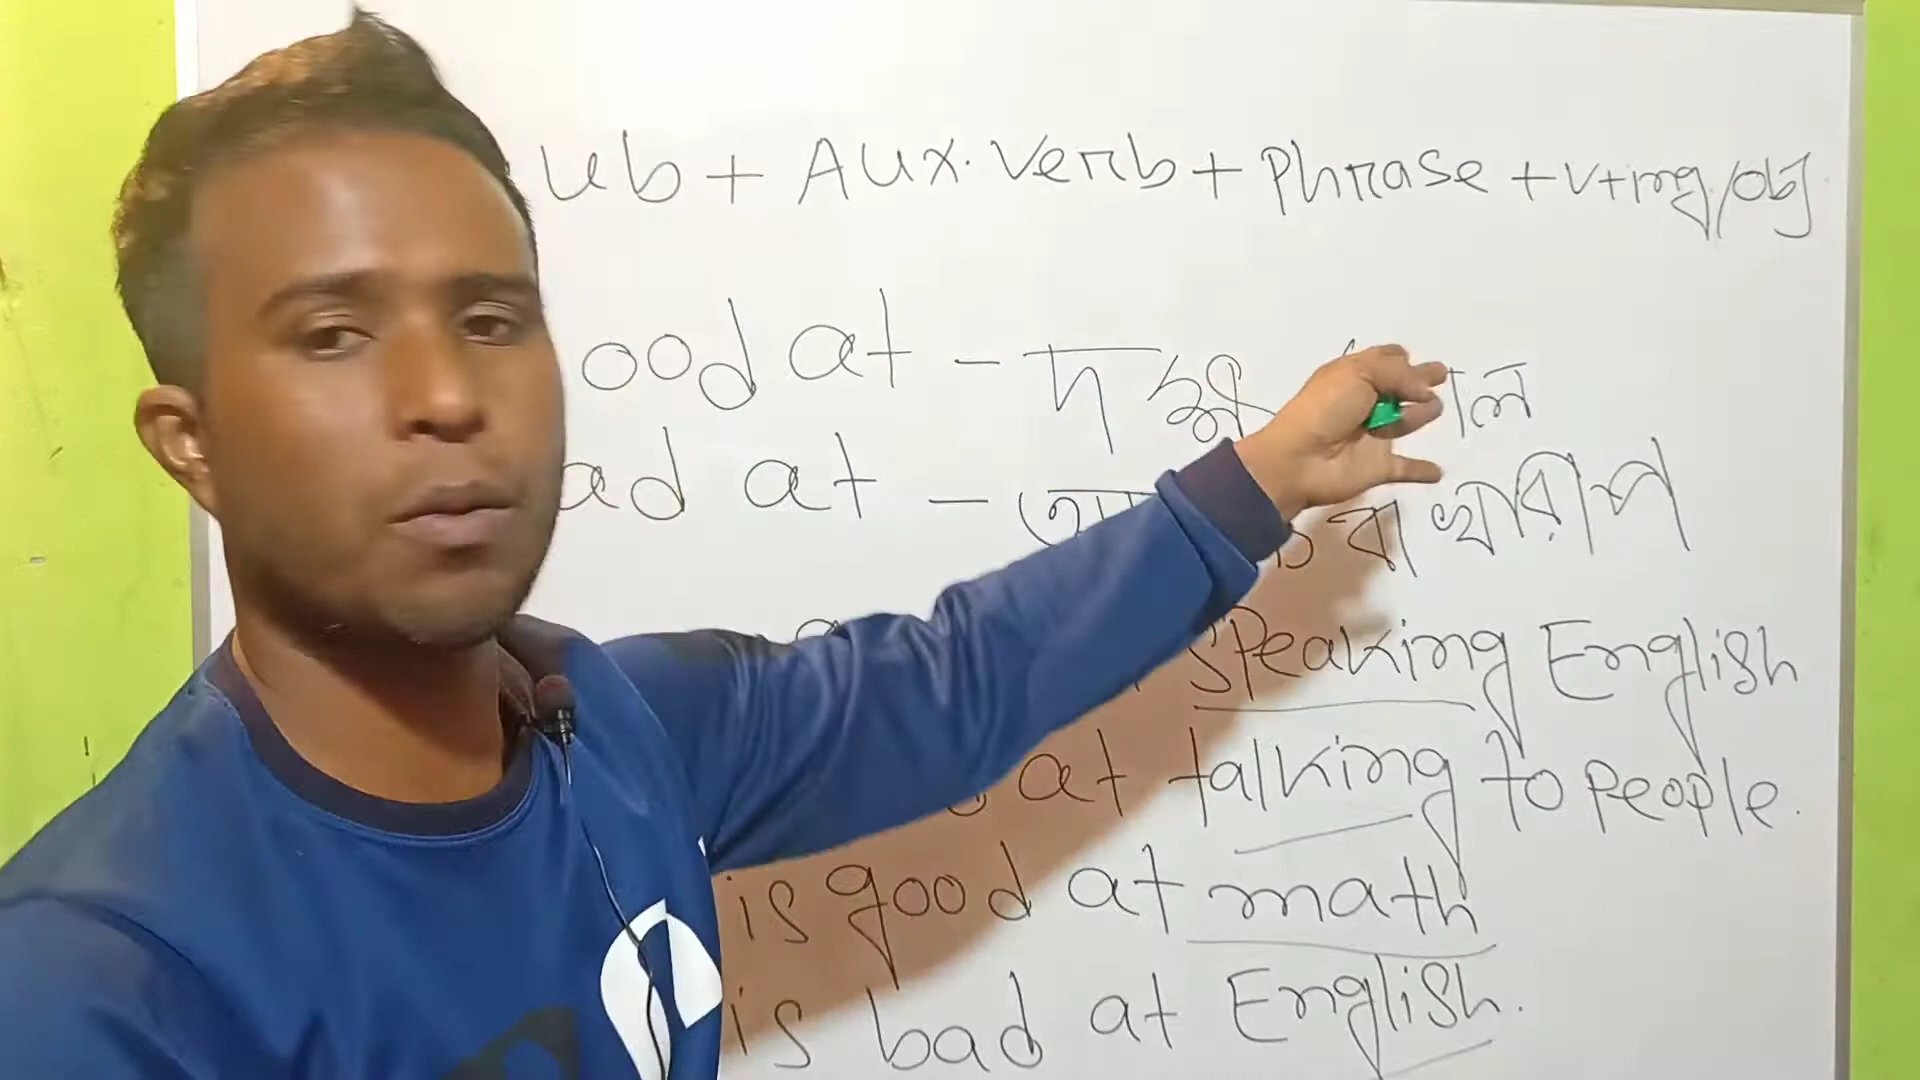 ub + Aux. verb + Phrase + v+ing/obj.
ood at - দক্ষ
ad at - বা খারাপ
speaking English
at talking to people.
is good at math
is bad at English.